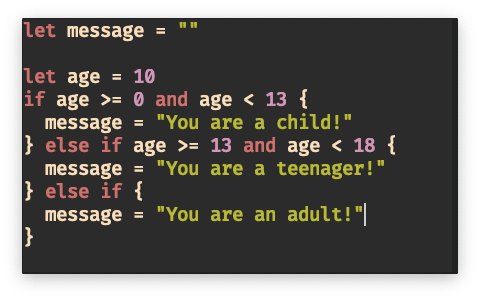 let message = ""
let age = 10
if age >= 0 and age < 13 {
message = "You are a child!"
} else if age >= 13 and age < 18 {
message = "You are a teenager!"
} else if {
message = "You are an adult!"
}